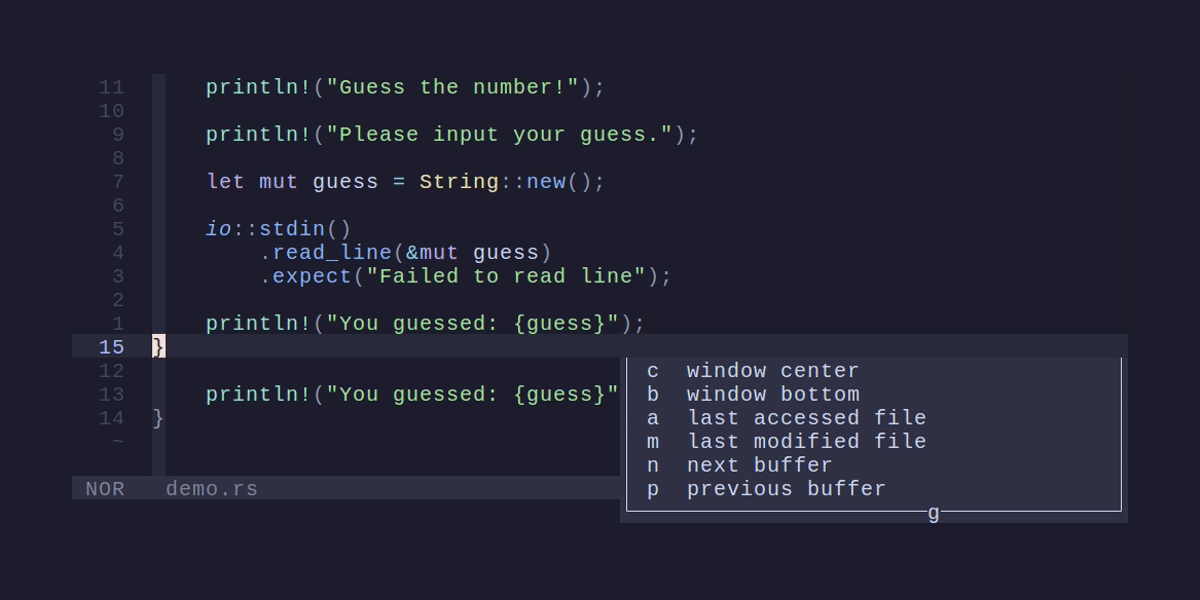 11 println!("Guess the number!");
10
9 println!("Please input your guess.");
8
7 let mut guess = String::new();
6
5 io::stdin()
4 .read_line(&mut guess)
3 .expect("Failed to read line");
2
1 println!("You guessed: {guess}");
15 }
12 c window center
13 println!("You guessed: {guess}" b window bottom
14 } a last accessed file
~ m last modified file
n next buffer
NOR demo.rs p previous buffer
g